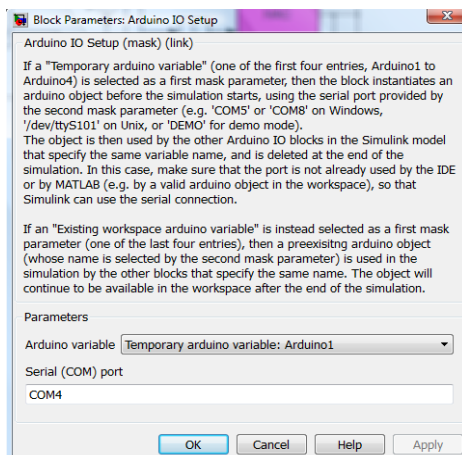 Block Parameters: Arduino IO Setup
Arduino IO Setup (mask) (link)
If a "Temporary arduino variable" (one of the first four entries, Arduino1 to
Arduino4) is selected as a first mask parameter, then the block instantiates an
arduino object before the simulation starts, using the serial port provided by
the second mask parameter (e.g. 'COM5' or 'COM8' on Windows,
'/dev/ttyS101' on Unix, or 'DEMO' for demo mode).
The object is then used by the other Arduino IO blocks in the Simulink model
that specify the same variable name, and is deleted at the end of the
simulation. In this case, make sure that the port is not already used by the IDE
or by MATLAB (e.g. by a valid arduino object in the workspace), so that
Simulink can use the serial connection.
If an "Existing workspace arduino variable" is instead selected as a first mask
parameter (one of the last four entries), then a preexisitng arduino object
(whose name is selected by the second mask parameter) is used in the
simulation by the other blocks that specify the same name. The object will
continue to be available in the workspace after the end of the simulation.
Parameters
Arduino variable Temporary arduino variable: Arduino1
Serial (COM) port
COM4
OK Cancel Help Apply